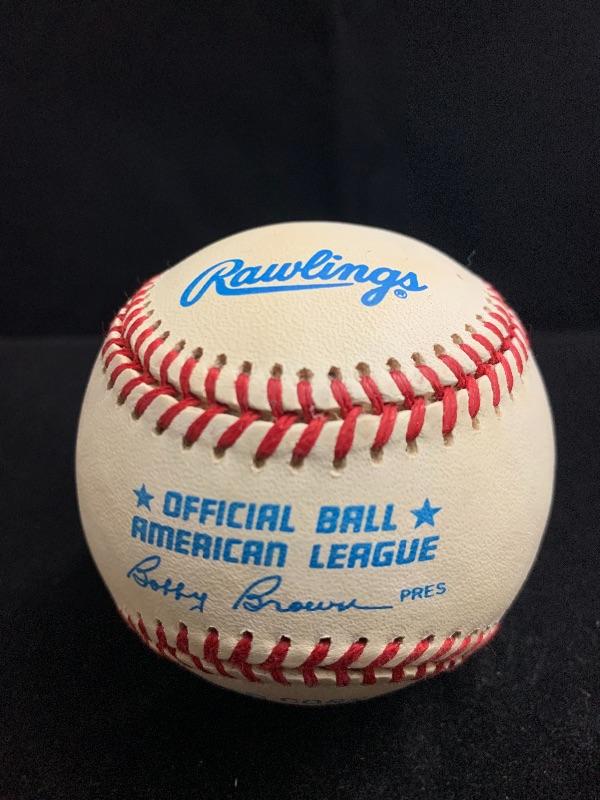 Rawlings®
★ OFFICIAL BALL ★
AMERICAN LEAGUE
Bobby Brown PRES